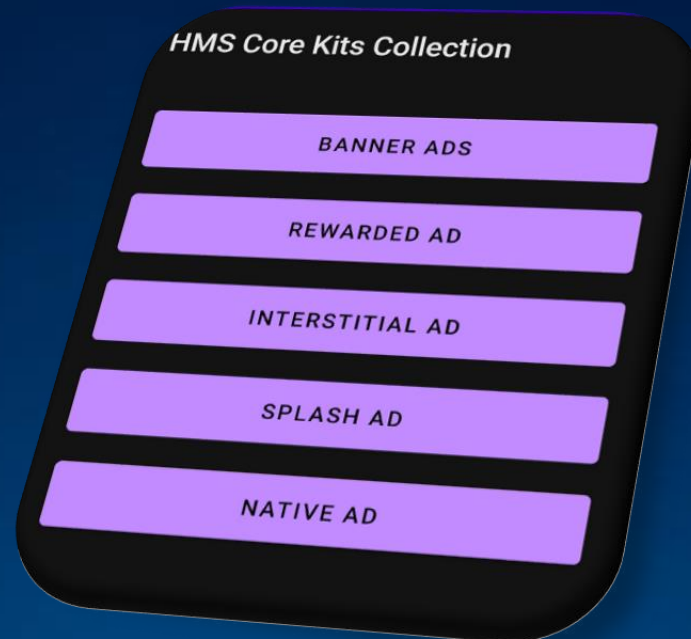 HMS Core Kits Collection
BANNER ADS
REWARDED AD
INTERSTITIAL AD
SPLASH AD
NATIVE AD